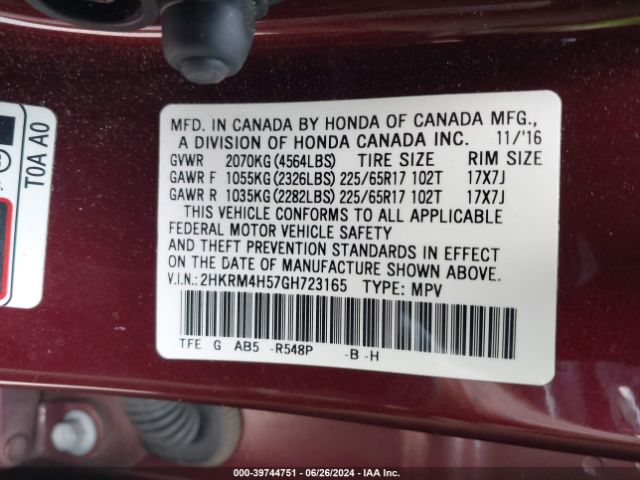 T0A A0
MFD. IN CANADA BY HONDA OF CANADA MFG.,
A DIVISION OF HONDA CANADA INC. 11/'16
GVWR 2070KG (4564LBS) TIRE SIZE RIM SIZE
GAWR F 1055KG (2326LBS) 225/65R17 102T 17X7J
GAWR R 1035KG (2282LBS) 225/65R17 102T 17X7J
THIS VEHICLE CONFORMS TO ALL APPLICABLE
FEDERAL MOTOR VEHICLE SAFETY
AND THEFT PREVENTION STANDARDS IN EFFECT
ON THE DATE OF MANUFACTURE SHOWN ABOVE.
V.I.N.: 2HKRM4H57GH723165 TYPE: MPV
TFE G AB5 -R548P -B -H
000-39744751 - 06/26/2024 - IAA Inc.